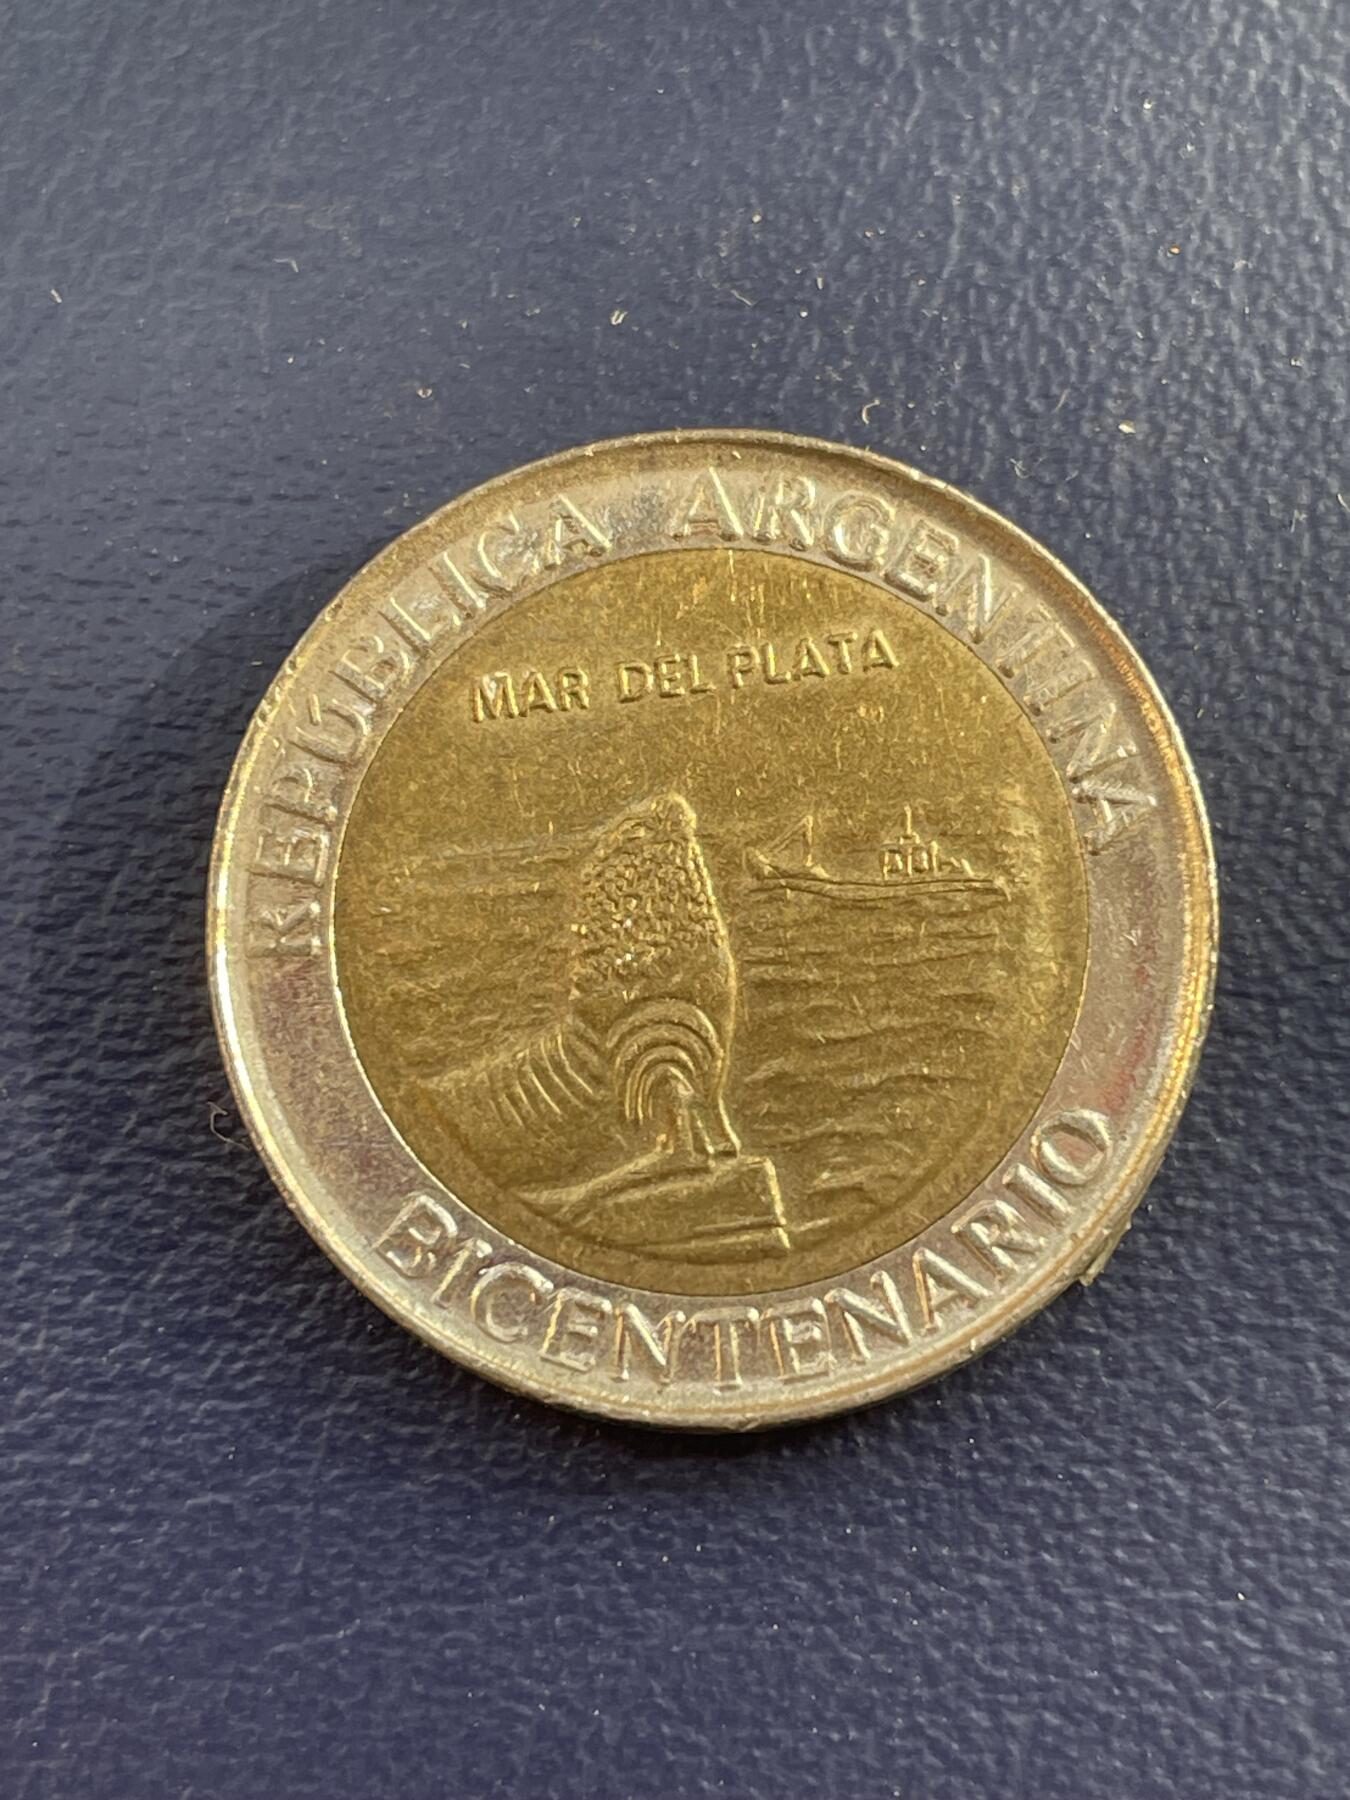 REPÚBLICA ARGENTINA
MAR DEL PLATA
BICENTENARIO